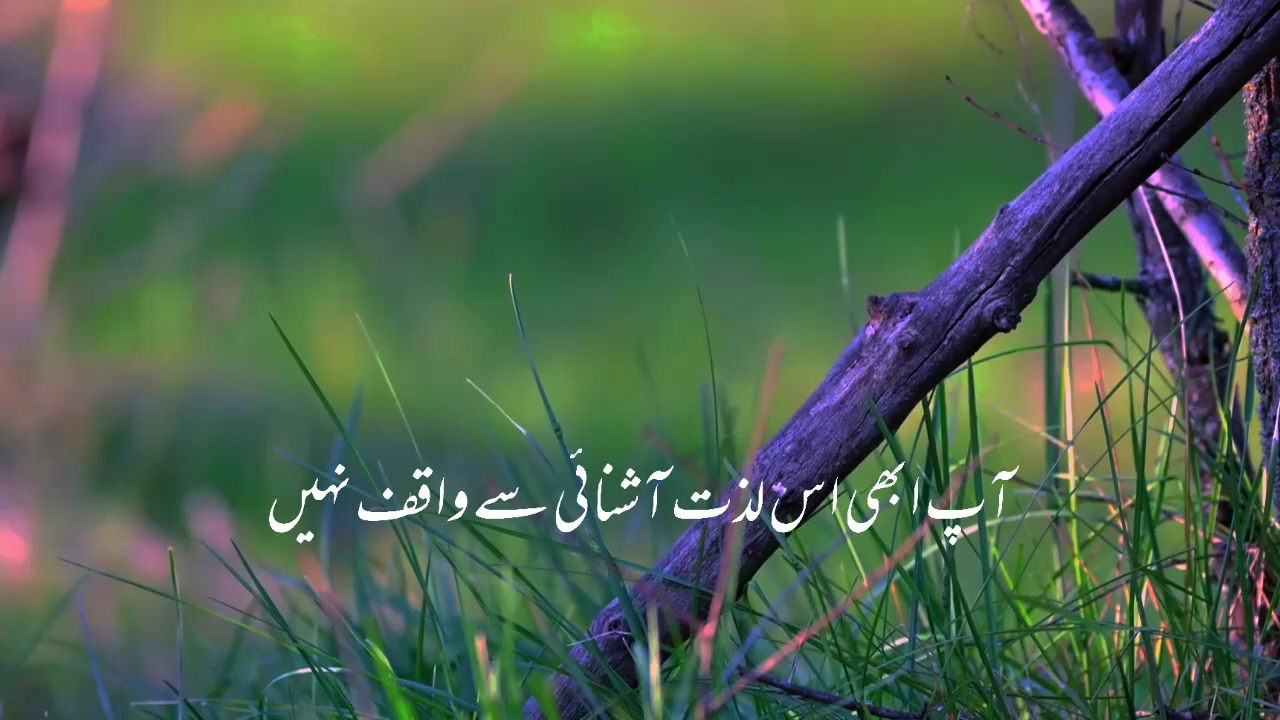 آپ ابھی اس لذت آشنائی سے واقف نہیں